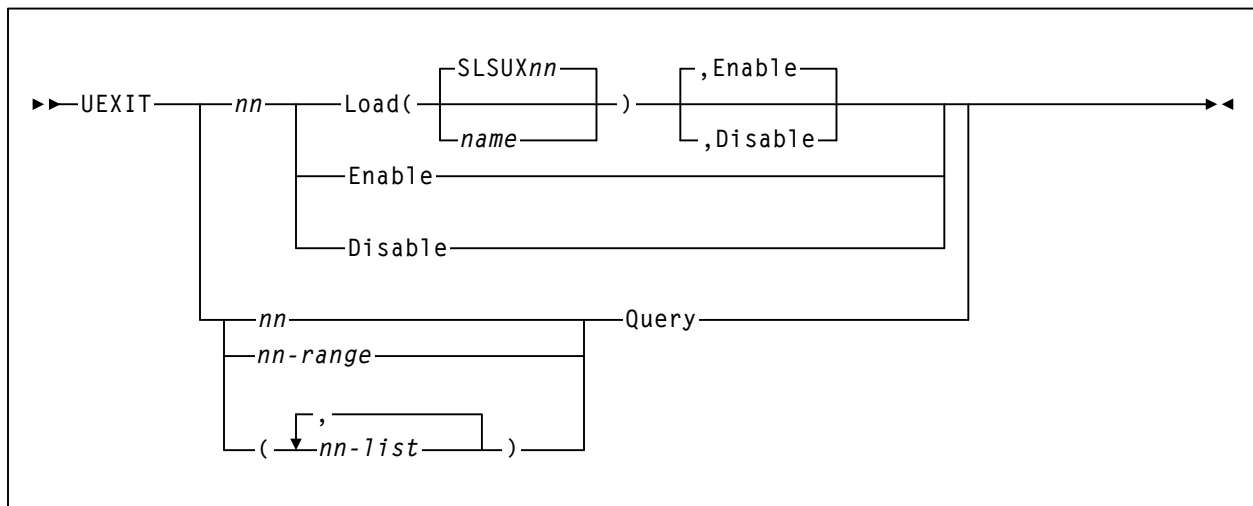 SLSUXnn ,Enable
UEXIT nn Load( )
name ,Disable
Enable
Disable
nn Query
nn-range
,
( nn-list )